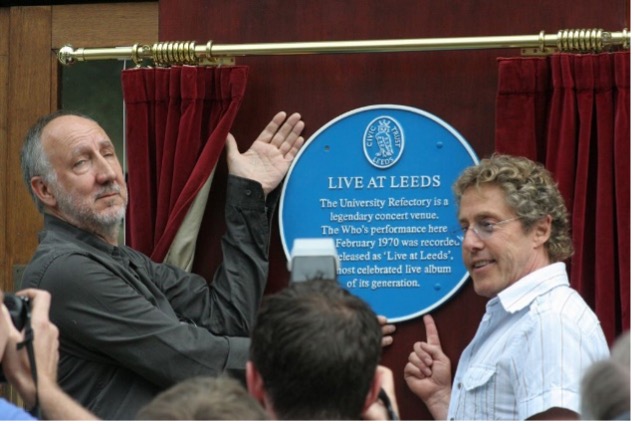 CIVIC TRUST
LEEDS
LIVE AT LEEDS
The University Refectory is a
legendary concert venue.
The Who's performance here
February 1970 was recorded
released as 'Live at Leeds',
most celebrated live album
of its generation.